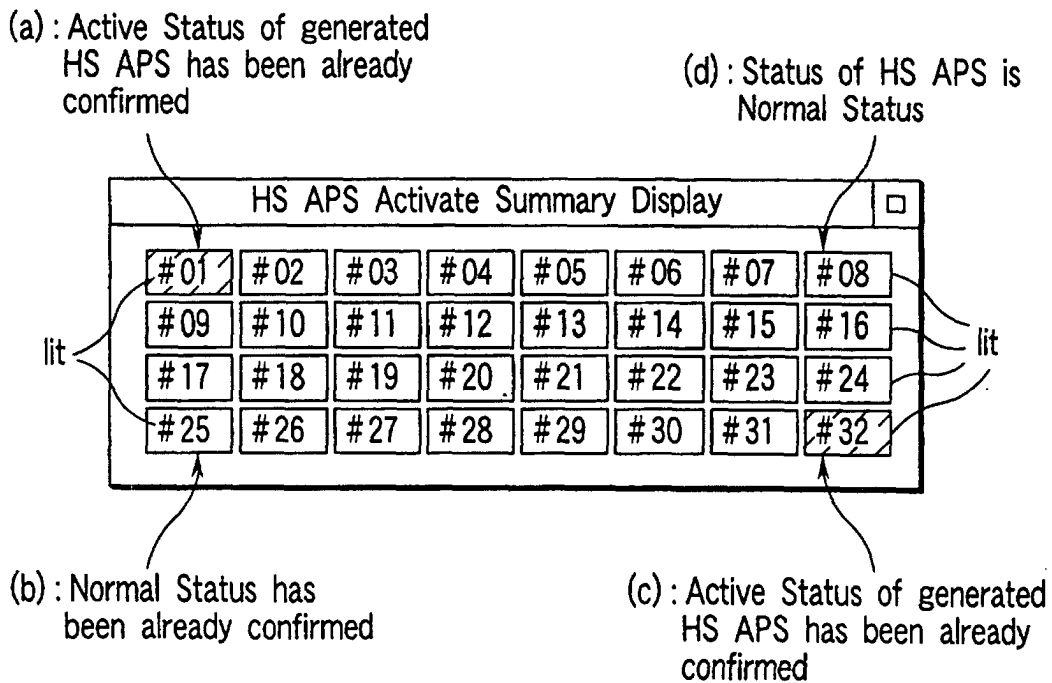 (a) : Active Status of generated
HS APS has been already
confirmed
(d) : Status of HS APS is
Normal Status
HS APS Activate Summary Display
#01 #02 #03 #04 #05 #06 #07 #08
#09 #10 #11 #12 #13 #14 #15 #16
lit
lit
#17 #18 #19 #20 #21 #22 #23 #24
#25 #26 #27 #28 #29 #30 #31 #32
(b) : Normal Status has
been already confirmed
(c) : Active Status of generated
HS APS has been already
confirmed